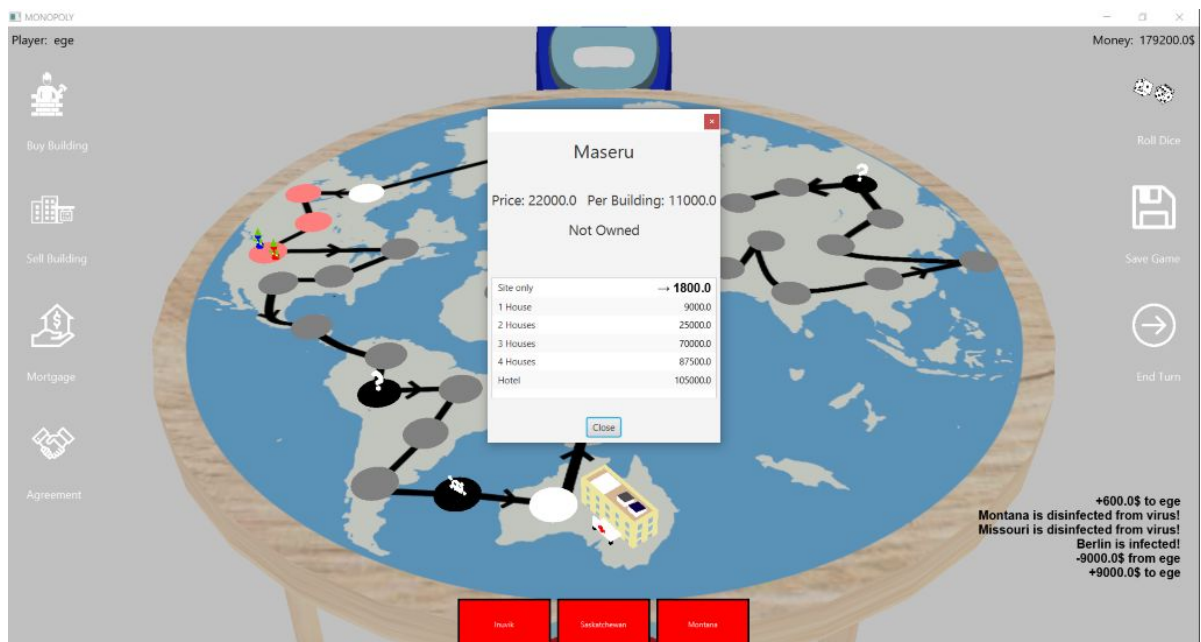 MONOPOLY
Player: ege
Money: 179200.0$
Buy Building
Sell Building
Mortgage
Agreement
Maseru
Price: 22000.0 Per Building: 11000.0
Not Owned
Site only → 1800.0
1 House 9000.0
2 Houses 25000.0
3 Houses 70000.0
4 Houses 87500.0
Hotel 105000.0
Close
?
?
Roll Dice
Save Game
End Turn
+600.0$ to ege
Montana is disinfected from virus!
Missouri is disinfected from virus!
Berlin is infected!
-9000.0$ from ege
+9000.0$ to ege
Inuvik
Saskatchewan
Montana